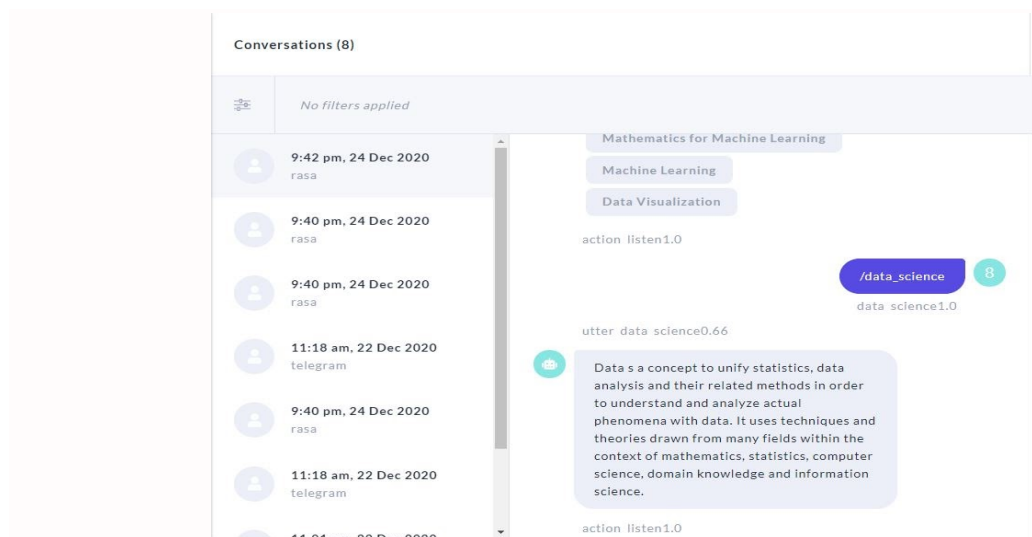 Conversations (8)
No filters applied
9:42 pm, 24 Dec 2020
rasa
9:40 pm, 24 Dec 2020
rasa
9:40 pm, 24 Dec 2020
rasa
11:18 am, 22 Dec 2020
telegram
9:40 pm, 24 Dec 2020
rasa
11:18 am, 22 Dec 2020
telegram
Mathematics for Machine Learning
Machine Learning
Data Visualization
action listen1.0
/data_science
8
data science1.0
utter data science0.66
Data s a concept to unify statistics, data
analysis and their related methods in order
to understand and analyze actual
phenomena with data. It uses techniques and
theories drawn from many fields within the
context of mathematics, statistics, computer
science, domain knowledge and information
science.
action listen1.0